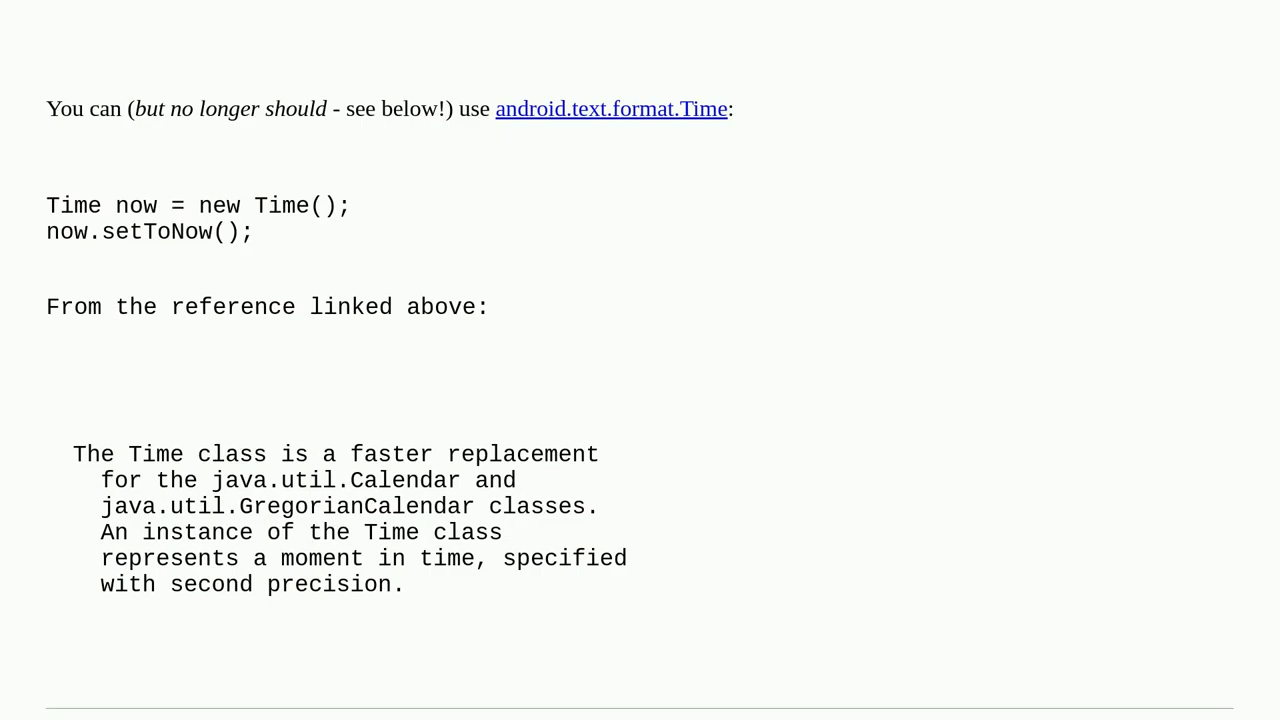 You can (but no longer should - see below!) use android.text.format.Time:
Time now = new Time();
now.setToNow();
From the reference linked above:
The Time class is a faster replacement
for the java.util.Calendar and
java.util.GregorianCalendar classes.
An instance of the Time class
represents a moment in time, specified
with second precision.